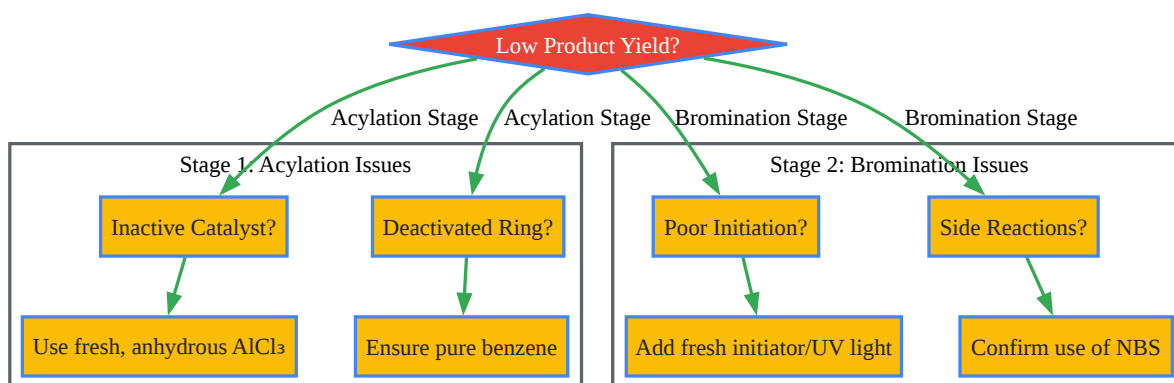 Low Product Yield?
Acylation Stage
Acylation Stage
Bromination Stage
Bromination Stage
Stage 1: Acylation Issues
Stage 2: Bromination Issues
Inactive Catalyst?
Deactivated Ring?
Poor Initiation?
Side Reactions?
Use fresh, anhydrous AlCl₃
Ensure pure benzene
Add fresh initiator/UV light
Confirm use of NBS